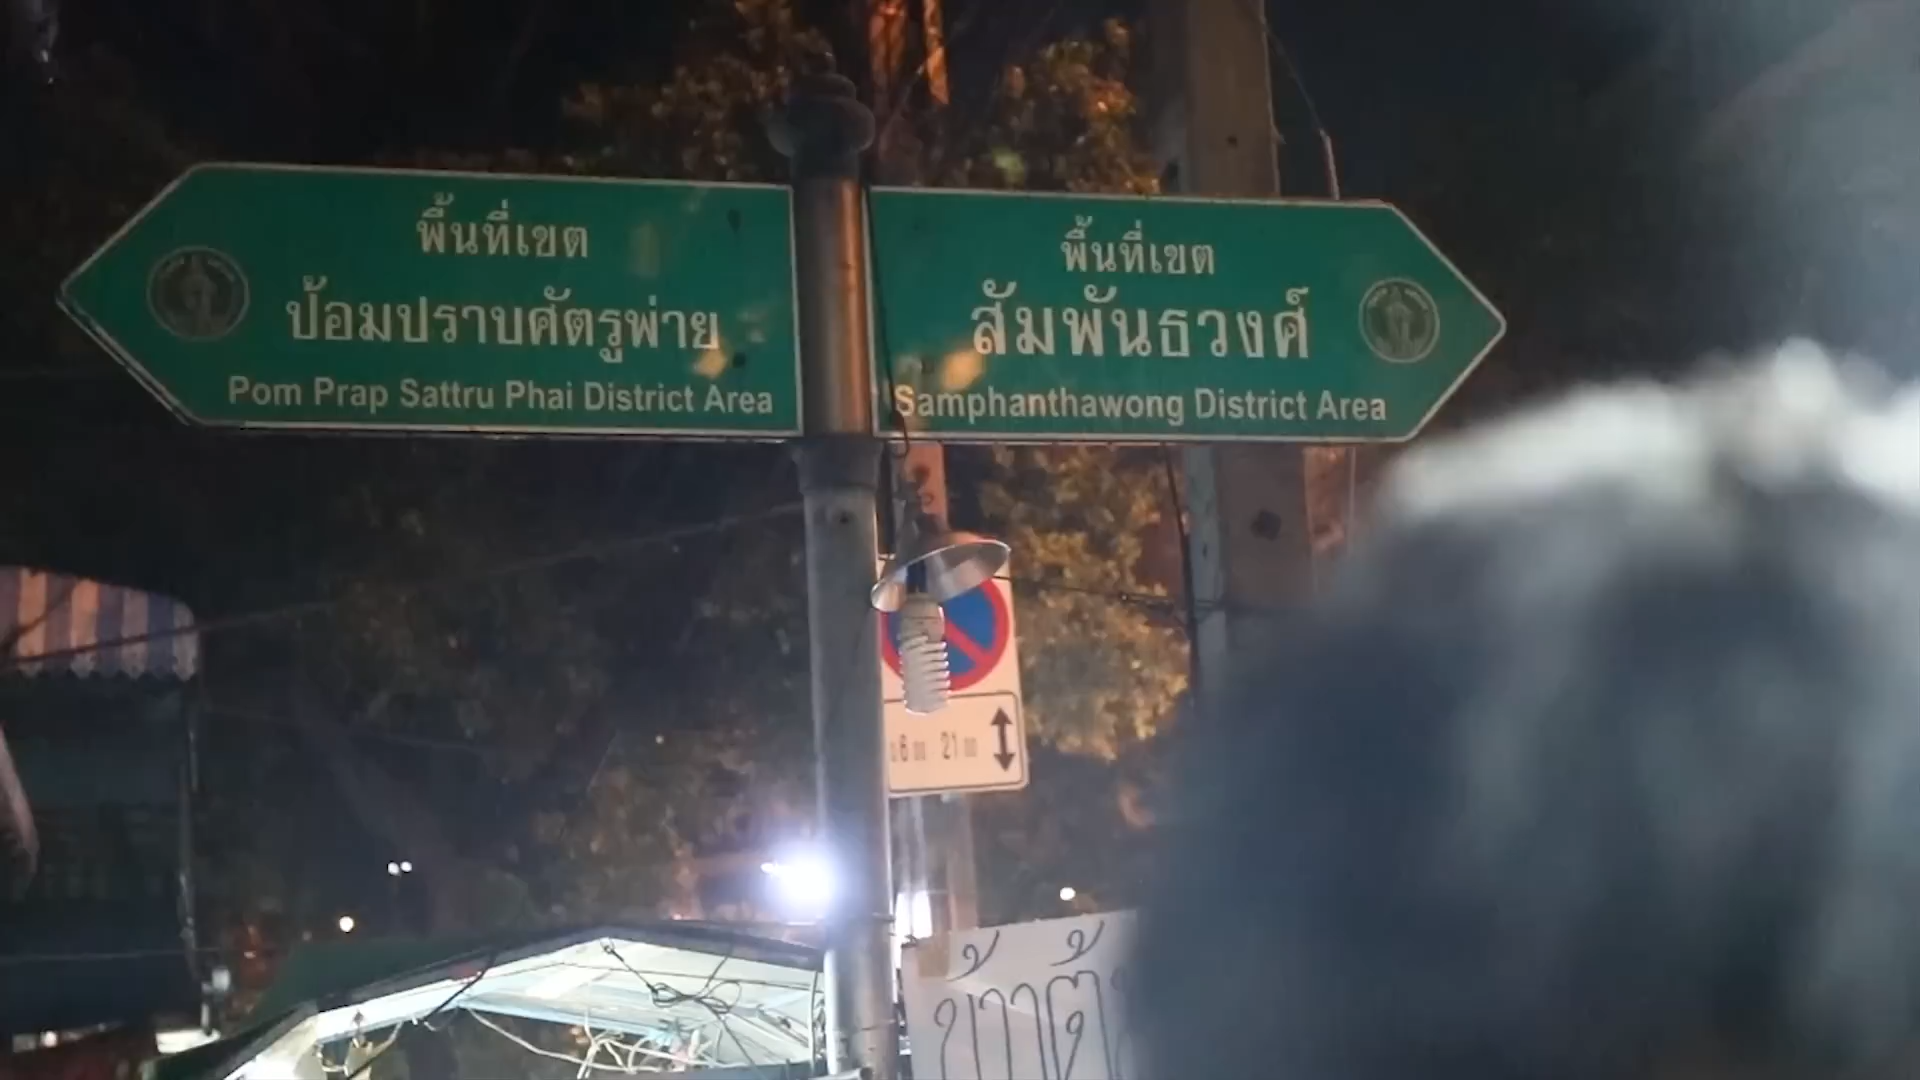 พื้นที่เขต
ป้อมปราบศัตรูพ่าย
Pom Prap Sattru Phai District Area
พื้นที่เขต
สัมพันธวงศ์
Samphanthawong District Area
21 00